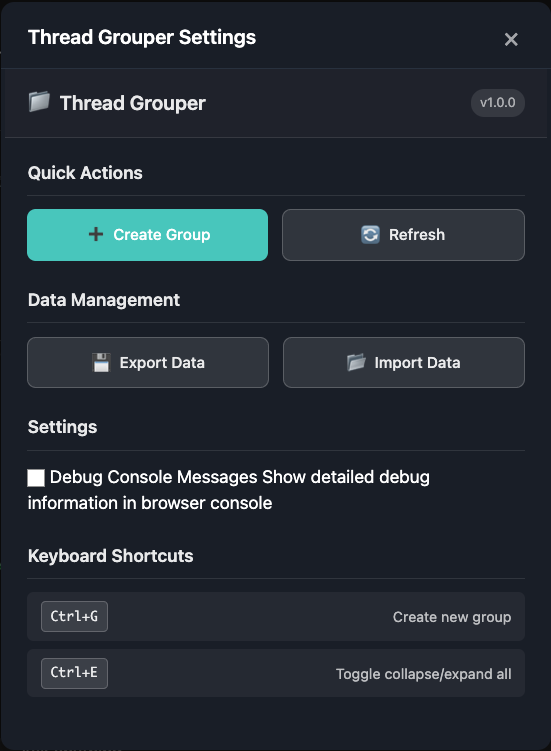 Thread Grouper Settings
Thread Grouper
v1.0.0
Quick Actions
Create Group
Refresh
Data Management
Export Data
Import Data
Settings
Debug Console Messages Show detailed debug
information in browser console
Keyboard Shortcuts
Ctrl+G
Create new group
Ctrl+E
Toggle collapse/expand all